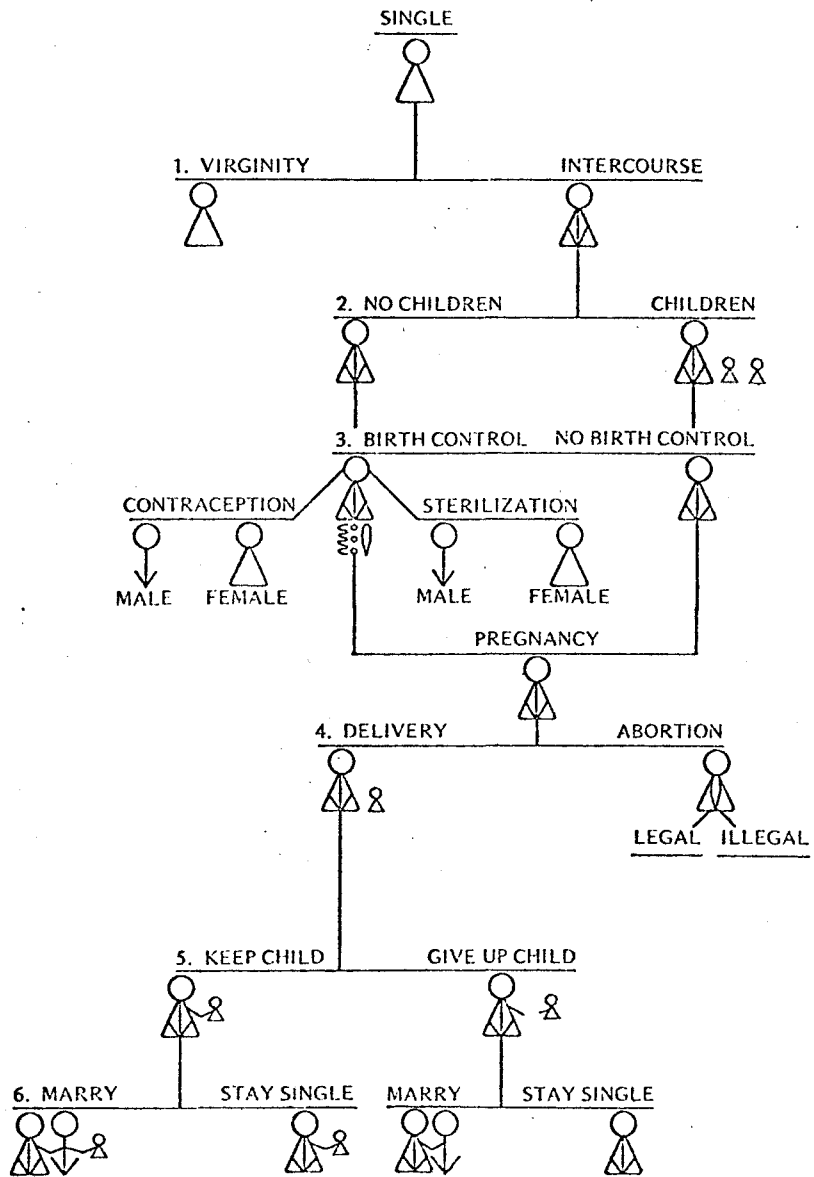 SINGLE
1. VIRGINITY INTERCOURSE
2. NO CHILDREN CHILDREN
3. BIRTH CONTROL NO BIRTH CONTROL
CONTRACEPTION STERILIZATION
MALE FEMALE MALE FEMALE
PREGNANCY
4. DELIVERY ABORTION
LEGAL ILLEGAL
5. KEEP CHILD GIVE UP CHILD
6. MARRY STAY SINGLE MARRY STAY SINGLE